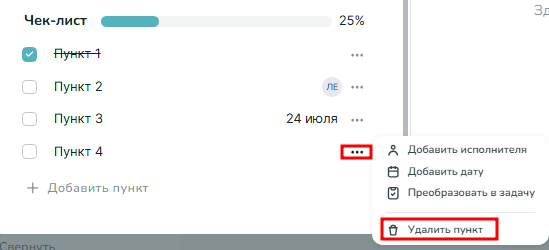 Чек-лист 25%
Пункт 1
Пункт 2 ЛЕ
Пункт 3 24 июля
Пункт 4
Добавить пункт
Добавить исполнителя
Добавить дату
Преобразовать в задачу
Удалить пункт
Свернуть